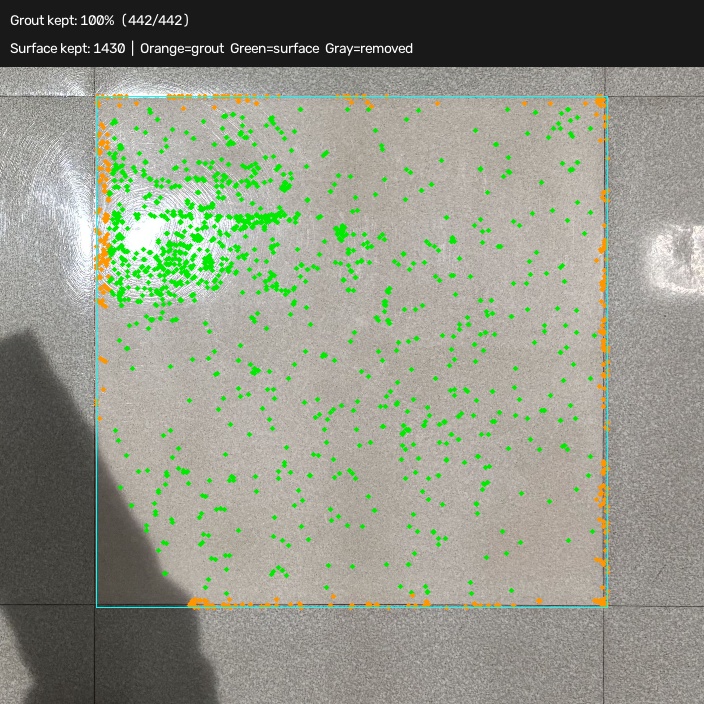 Grout kept: 100% (442/442)
Surface kept: 1430 | Orange=grout Green=surface Gray=removed